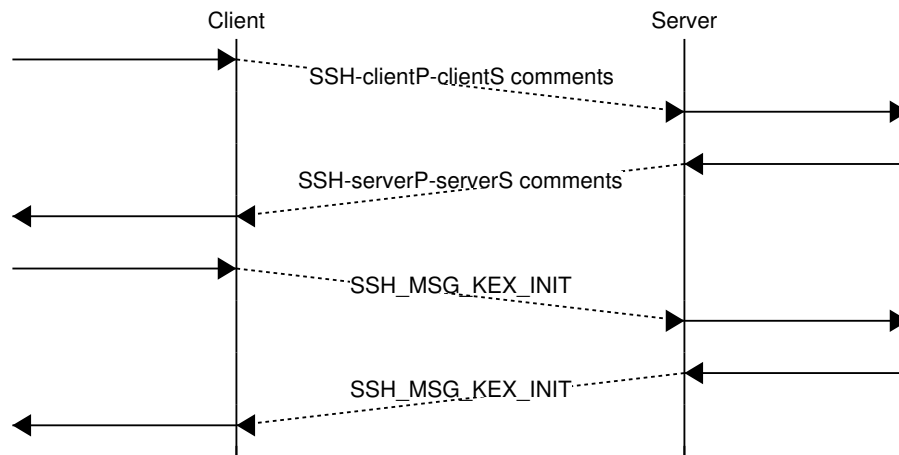 Client
Server
SSH-clientP-clientS comments
SSH-serverP-serverS comments
SSH_MSG_KEX_INIT
SSH_MSG_KEX_INIT